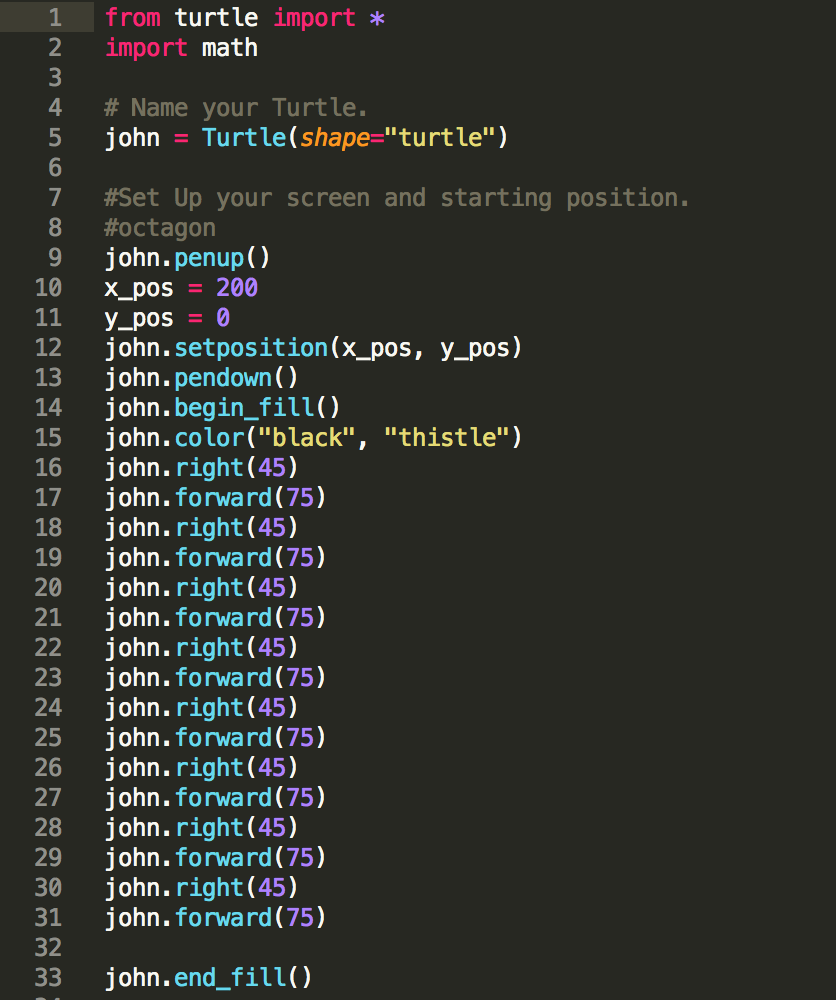 1 from turtle import *
2 import math
3
4 # Name your Turtle.
5 john = Turtle(shape="turtle")
6
7 #Set Up your screen and starting position.
8 #octagon
9 john.penup()
10 x_pos = 200
11 y_pos = 0
12 john.setposition(x_pos, y_pos)
13 john.pendown()
14 john.begin_fill()
15 john.color("black", "thistle")
16 john.right(45)
17 john.forward(75)
18 john.right(45)
19 john.forward(75)
20 john.right(45)
21 john.forward(75)
22 john.right(45)
23 john.forward(75)
24 john.right(45)
25 john.forward(75)
26 john.right(45)
27 john.forward(75)
28 john.right(45)
29 john.forward(75)
30 john.right(45)
31 john.forward(75)
32
33 john.end_fill()